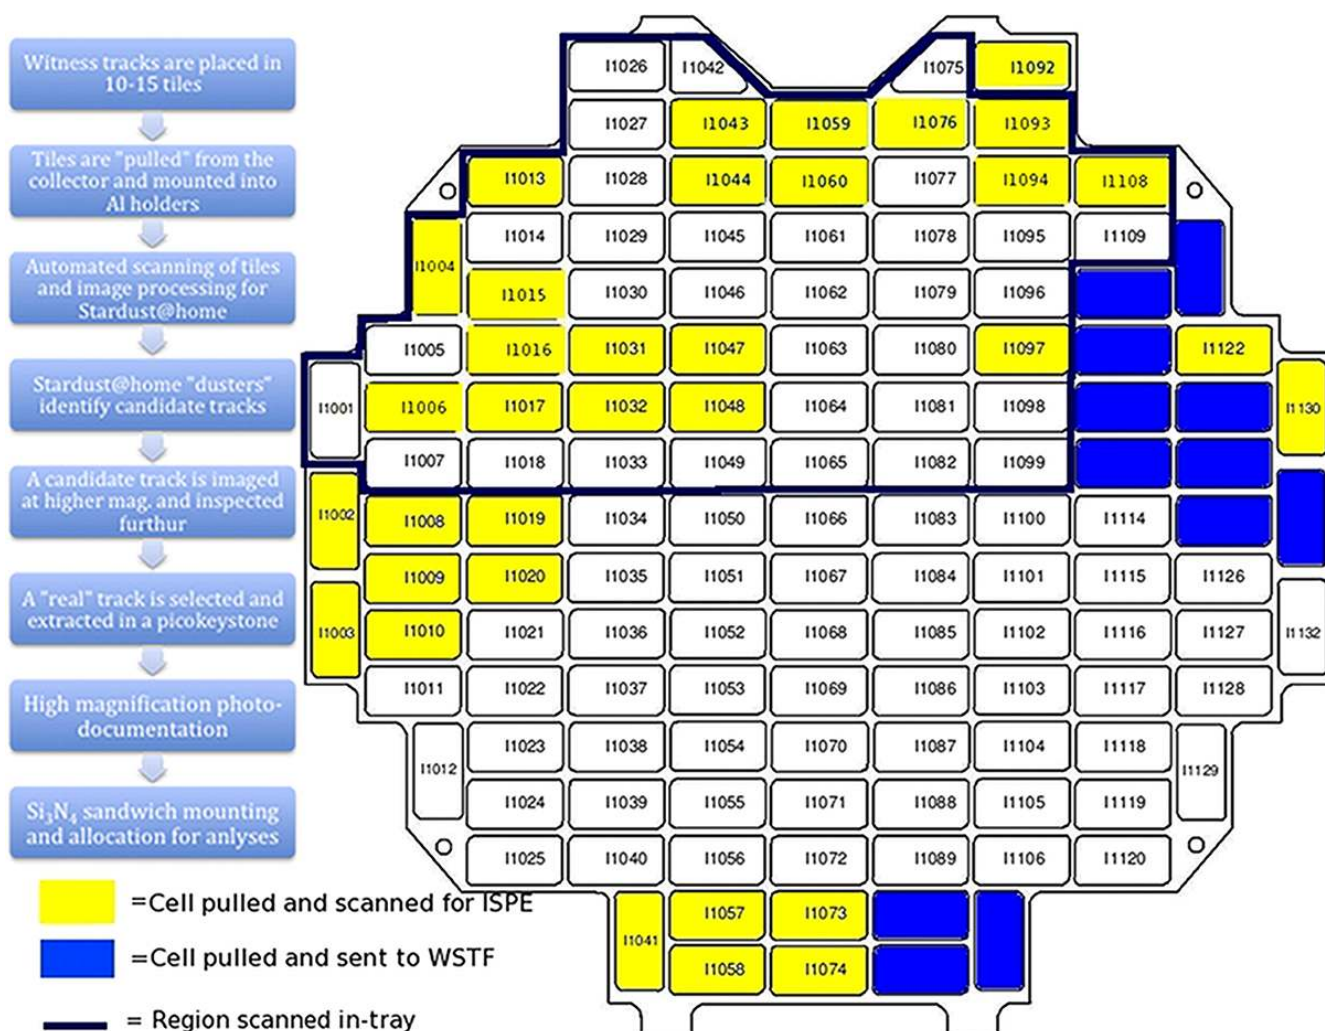 Witness tracks are placed in
10-15 tiles
Tiles are "pulled" from the
collector and mounted into
Al holders
Automated scanning of tiles
and image processing for
Stardust@home
Stardust@home "dusters"
identify candidate tracks
A candidate track is imaged
at higher mag. and inspected
furthur
A "real" track is selected and
extracted in a picokeystone
High magnification photo-
documentation
Si₃N₄ sandwich mounting
and allocation for anlyses
=Cell pulled and scanned for ISPE
=Cell pulled and sent to WSTF
= Region scanned in-tray
I1026 I1042 I1075 I1092
I1027 I1043 I1059 I1076 I1093
I1013 I1028 I1044 I1060 I1077 I1094 I1108
I1014 I1029 I1045 I1061 I1078 I1095 I1109
I1004
I1015 I1030 I1046 I1062 I1079 I1096
I1005 I1016 I1031 I1047 I1063 I1080 I1097 I1122
I1001 I1006 I1017 I1032 I1048 I1064 I1081 I1098 I1130
I1007 I1018 I1033 I1049 I1065 I1082 I1099
I1002 I1008 I1019 I1034 I1050 I1066 I1083 I1100 I1114
I1009 I1020 I1035 I1051 I1067 I1084 I1101 I1115 I1126
I1003 I1010 I1021 I1036 I1052 I1068 I1085 I1102 I1116 I1127 I1132
I1011 I1022 I1037 I1053 I1069 I1086 I1103 I1117 I1128
I1023 I1038 I1054 I1070 I1087 I1104 I1118
I1012 I1129
I1024 I1039 I1055 I1071 I1088 I1105 I1119
I1025 I1040 I1056 I1072 I1089 I1106 I1120
I1057 I1073
I1041
I1058 I1074